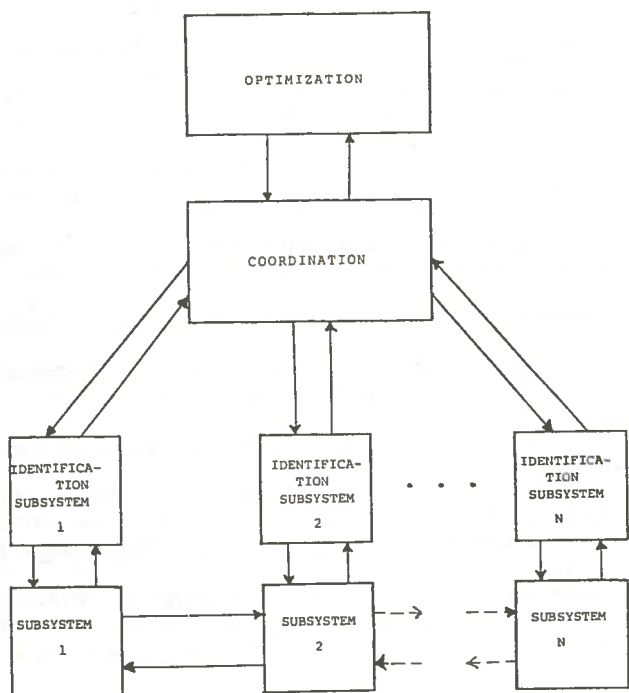 OPTIMIZATION
COORDINATION
IDENTIFICA-
TION
SUBSYSTEM
1
IDENTIFICA-
TION
SUBSYSTEM
2
IDENTIFICA-
TION
SUBSYSTEM
N
SUBSYSTEM
1
SUBSYSTEM
2
SUBSYSTEM
N